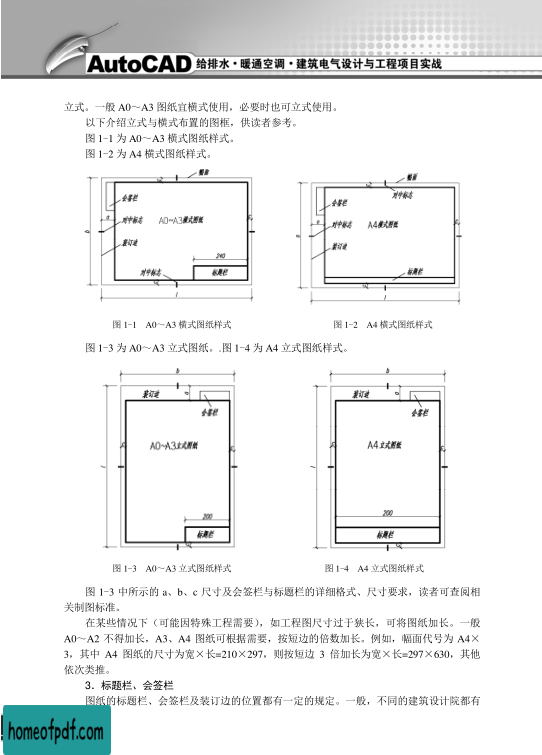 AutoCAD 给排水·暖通空调·建筑电气设计与工程项目实战
立式。一般 A0～A3 图纸宜横式使用，必要时也可立式使用。
以下介绍立式与横式布置的图框，供读者参考。
图 1-1 为 A0～A3 横式图纸样式。
图 1-2 为 A4 横式图纸样式。
幅面
会签栏
a
对中标志
A0~A3横式图纸
b
装订边
240
对中标志
标题栏
l
幅面
对中标志
会签栏
对中标志
A4横式图纸
装订边
标题栏
l
图 1-1 A0～A3 横式图纸样式
图 1-2 A4 横式图纸样式
图 1-3 为 A0～A3 立式图纸。.图 1-4 为 A4 立式图纸样式。
b
装订边
a
会签栏
A0~A3立式图纸
l
200
标题栏
b
装订边
a
会签栏
A4立式图纸
l
200
标题栏
图 1-3 A0～A3 立式图纸样式
图 1-4 A4 立式图纸样式
图 1-3 中所示的 a、b、c 尺寸及会签栏与标题栏的详细格式、尺寸要求，读者可查阅相
关制图标准。
在某些情况下（可能因特殊工程需要），如工程图尺寸过于狭长，可将图纸加长。一般
A0～A2 不得加长，A3、A4 图纸可根据需要，按短边的倍数加长。例如，幅面代号为 A4×
3，其中 A4 图纸的尺寸为宽×长=210×297，则按短边 3 倍加长为宽×长=297×630，其他
依次类推。
3．标题栏、会签栏
图纸的标题栏、会签栏及装订边的位置都有一定的规定。一般，不同的建筑设计院都有
homeofpdf.com